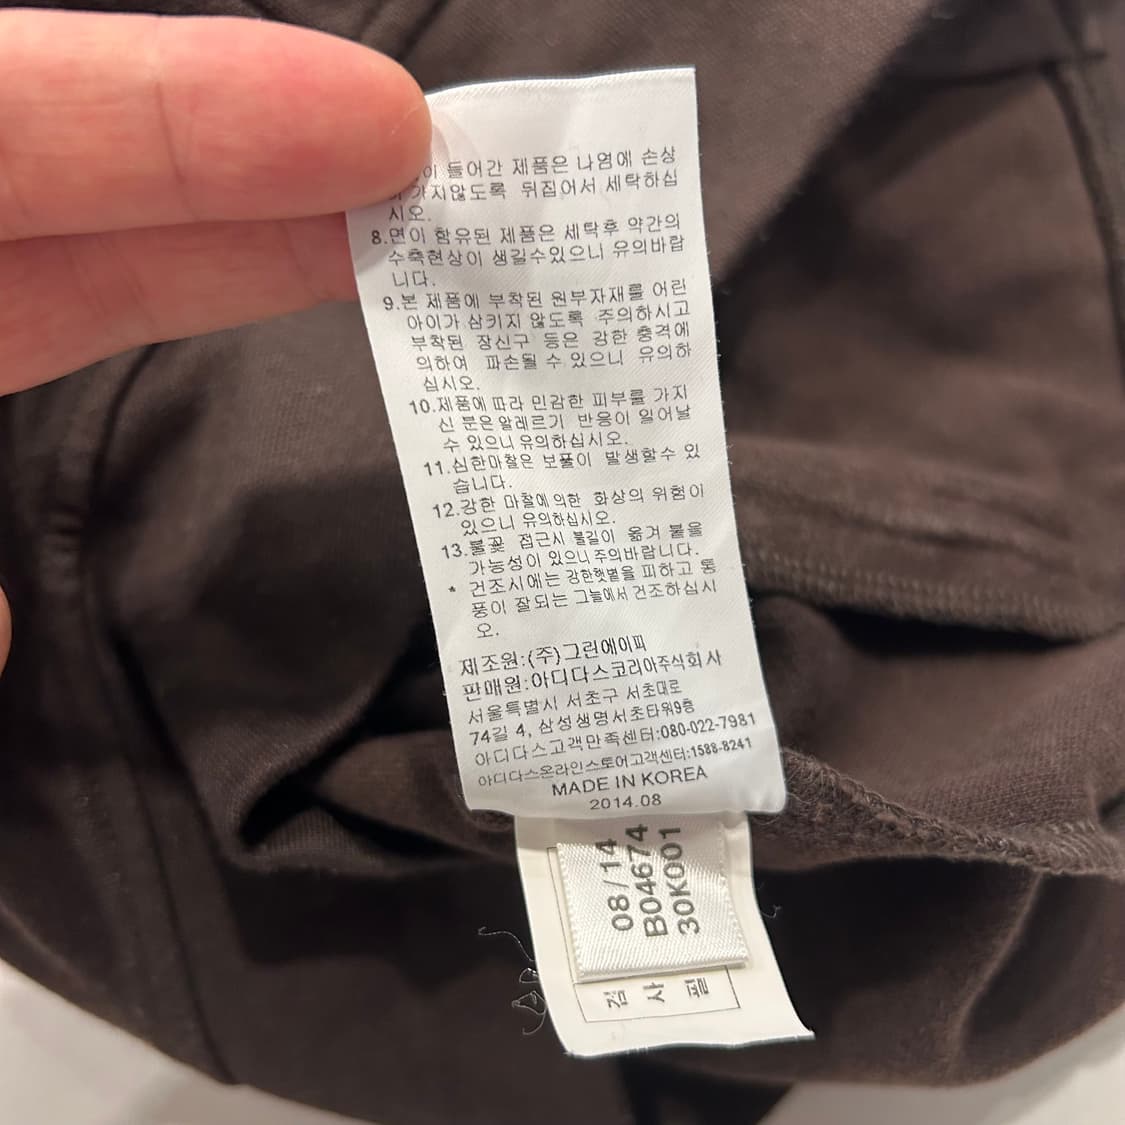 이 들어간 제품은 나염에 손상
가지않도록 뒤집어서 세탁하십
시오.
8.면이 함유된 제품은 세탁후 약간의
수축현상이 생길수있으니 유의바랍
니다.
9.본 제품에 부착된 원부자재를 어린
아이가 삼키지 않도록 주의하시고
부착된 장신구 등은 강한 충격에
의하여 파손될 수 있으니 유의하
십시오.
10.제품에 따라 민감한 피부를 가지
신 분은 알레르기 반응이 일어날
수 있으니 유의하십시오.
11.심한마찰은 보풀이 발생할수 있
습니다.
12.강한 마찰에 의한 화상의 위험이
있으니 유의하십시오.
13.불꽃 접근시 불길이 옮겨 붙을
가능성이 있으니 주의바랍니다.
* 건조시에는 강한햇볕을 피하고 통
풍이 잘되는 그늘에서 건조하십시
오.
제조원:(주)그린에이피
판매원:아디다스코리아주식회사
서울특별시 서초구 서초대로
74길 4, 삼성생명서초타워9층
아디다스고객만족센터:080-022-7981
아디다스온라인스토어고객센터:1588-8241
MADE IN KOREA
2014.08
08/14
B04674
30K001
검사필